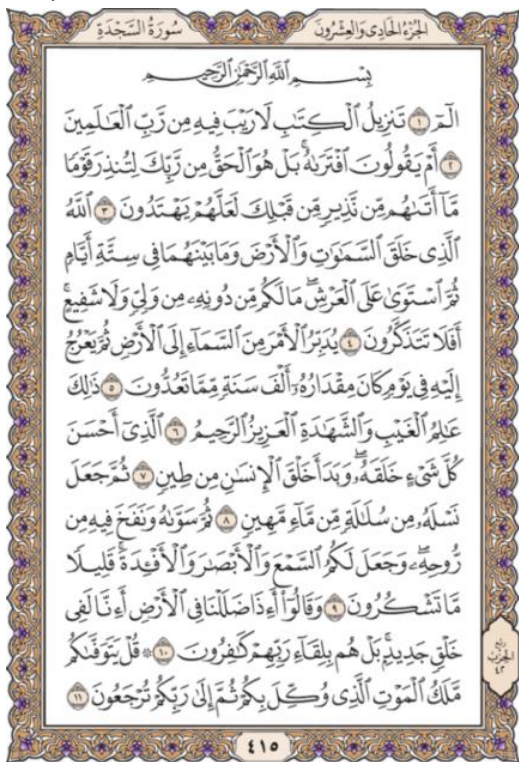 الجُزْءُ الحَادِى وَالعِشْرُونَ
سُورَةُ السَّجْدَةِ
بِسْمِ اللَّهِ الرَّحْمَٰنِ الرَّحِيمِ
الٓمٓ ١ تَنزِيلُ ٱلْكِتَٰبِ لَا رَيْبَ فِيهِ مِن رَّبِّ ٱلْعَٰلَمِينَ
٢ أَمْ يَقُولُونَ ٱفْتَرَىٰهُۚ بَلْ هُوَ ٱلْحَقُّ مِن رَّبِّكَ لِتُنذِرَ قَوْمًا
مَّآ أَتَىٰهُم مِّن نَّذِيرٍ مِّن قَبْلِكَ لَعَلَّهُمْ يَهْتَدُونَ ٣ ٱللَّهُ
ٱلَّذِى خَلَقَ ٱلسَّمَٰوَٰتِ وَٱلْأَرْضَ وَمَا بَيْنَهُمَا فِى سِتَّةِ أَيَّامٍ
ثُمَّ ٱسْتَوَىٰ عَلَى ٱلْعَرْشِۖ مَا لَكُم مِّن دُونِهِۦ مِن وَلِىٍّ وَلَا شَفِيعٍۚ
أَفَلَا تَتَذَكَّرُونَ ٤ يُدَبِّرُ ٱلْأَمْرَ مِنَ ٱلسَّمَآءِ إِلَى ٱلْأَرْضِ ثُمَّ يَعْرُجُ
إِلَيْهِ فِى يَوْمٍ كَانَ مِقْدَارُهُۥٓ أَلْفَ سَنَةٍ مِّمَّا تَعُدُّونَ ٥ ذَٰلِكَ
عَٰلِمُ ٱلْغَيْبِ وَٱلشَّهَٰدَةِ ٱلْعَزِيزُ ٱلرَّحِيمُ ٦ ٱلَّذِىٓ أَحْسَنَ
كُلَّ شَىْءٍ خَلَقَهُۥۖ وَبَدَأَ خَلْقَ ٱلْإِنسَٰنِ مِن طِينٍ ٧ ثُمَّ جَعَلَ
نَسْلَهُۥ مِن سُلَٰلَةٍ مِّن مَّآءٍ مَّهِينٍ ٨ ثُمَّ سَوَّىٰهُ وَنَفَخَ فِيهِ مِن
رُّوحِهِۦۖ وَجَعَلَ لَكُمُ ٱلسَّمْعَ وَٱلْأَبْصَٰرَ وَٱلْأَفْـِٔدَةَۚ قَلِيلًا
مَّا تَشْكُرُونَ ٩ وَقَالُوٓا۟ أَءِذَا ضَلَلْنَا فِى ٱلْأَرْضِ أَءِنَّا لَفِى
خَلْقٍ جَدِيدٍۭۚ بَلْ هُم بِلِقَآءِ رَبِّهِمْ كَٰفِرُونَ ١٠ ۞ قُلْ يَتَوَفَّىٰكُم
مَّلَكُ ٱلْمَوْتِ ٱلَّذِى وُكِّلَ بِكُمْ ثُمَّ إِلَىٰ رَبِّكُمْ تُرْجَعُونَ ١١
الحِزْب
٤٢
٤١٥